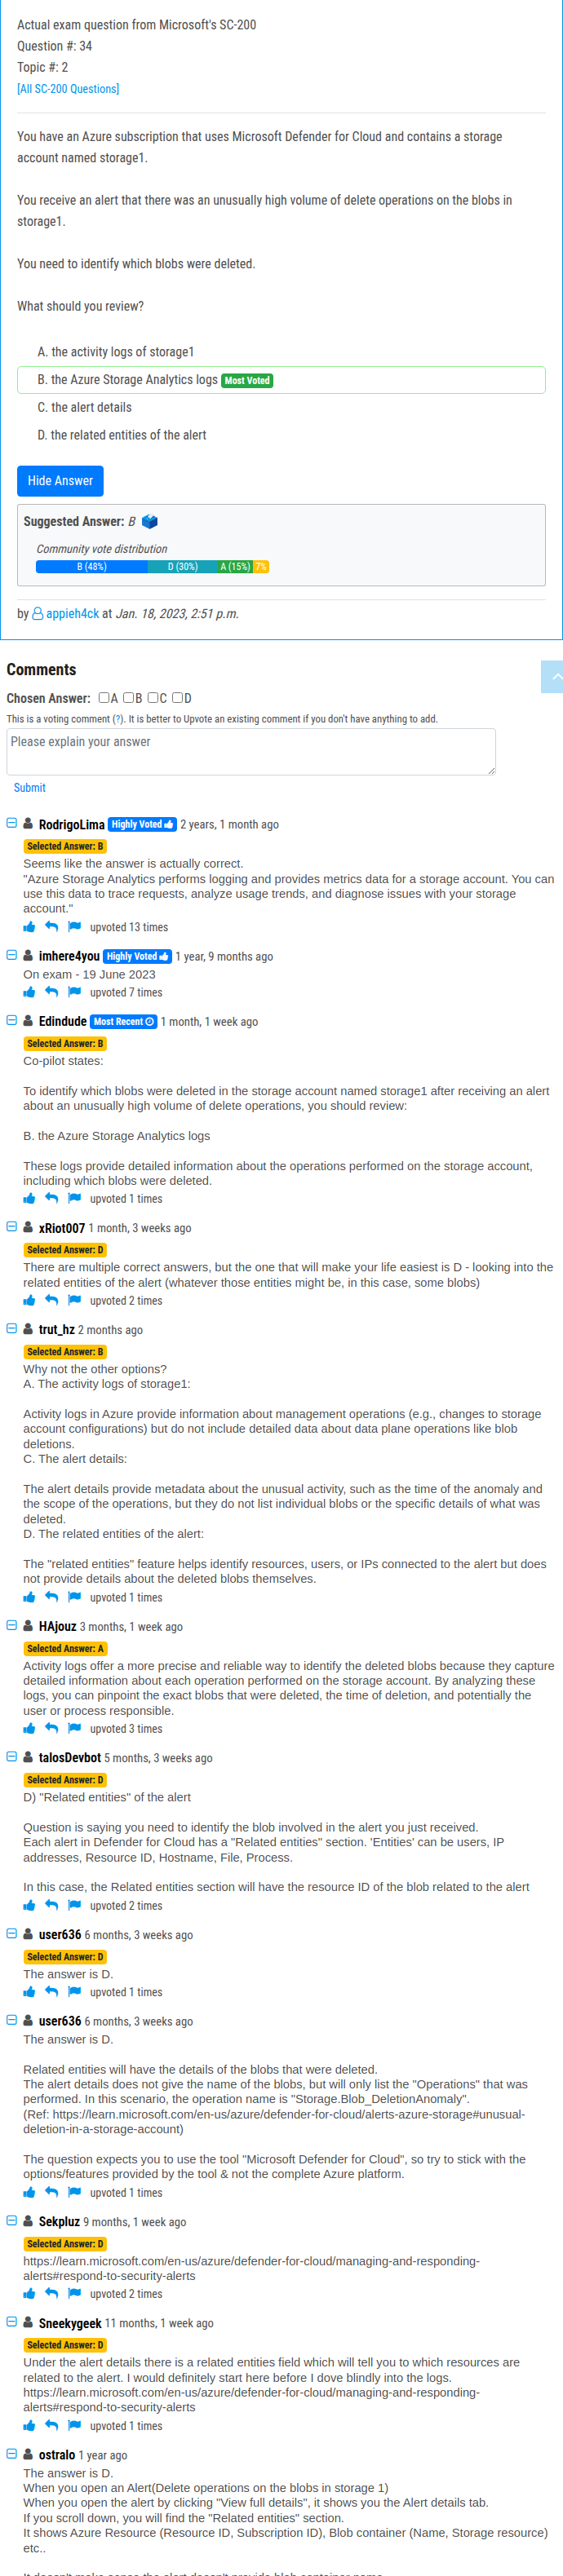 Actual exam question from Microsoft's SC-200
Question #: 34
Topic #: 2
[All SC-200 Questions]
You have an Azure subscription that uses Microsoft Defender for Cloud and contains a storage
account named storage1.
You receive an alert that there was an unusually high volume of delete operations on the blobs in
storage1.
You need to identify which blobs were deleted.
What should you review?
A. the activity logs of storage1
B. the Azure Storage Analytics logs Most Voted
C. the alert details
D. the related entities of the alert
Hide Answer
Suggested Answer: B
Community vote distribution
B (48%) D (30%) A (15%) 7%
by appieh4ck at Jan. 18, 2023, 2:51 p.m.
Comments
Chosen Answer: A B C D
This is a voting comment (?). It is better to Upvote an existing comment if you don't have anything to add.
Please explain your answer
Submit
RodrigoLima Highly Voted 2 years, 1 month ago
Selected Answer: B
Seems like the answer is actually correct.
"Azure Storage Analytics performs logging and provides metrics data for a storage account. You can
use this data to trace requests, analyze usage trends, and diagnose issues with your storage
account."
upvoted 13 times
imhere4you Highly Voted 1 year, 9 months ago
On exam - 19 June 2023
upvoted 7 times
Edindude Most Recent 1 month, 1 week ago
Selected Answer: B
Co-pilot states:
To identify which blobs were deleted in the storage account named storage1 after receiving an alert
about an unusually high volume of delete operations, you should review:
B. the Azure Storage Analytics logs
These logs provide detailed information about the operations performed on the storage account,
including which blobs were deleted.
upvoted 1 times
xRiot007 1 month, 3 weeks ago
Selected Answer: D
There are multiple correct answers, but the one that will make your life easiest is D - looking into the
related entities of the alert (whatever those entities might be, in this case, some blobs)
upvoted 2 times
trut_hz 2 months ago
Selected Answer: B
Why not the other options?
A. The activity logs of storage1:
Activity logs in Azure provide information about management operations (e.g., changes to storage
account configurations) but do not include detailed data about data plane operations like blob
deletions.
C. The alert details:
The alert details provide metadata about the unusual activity, such as the time of the anomaly and
the scope of the operations, but they do not list individual blobs or the specific details of what was
deleted.
D. The related entities of the alert:
The "related entities" feature helps identify resources, users, or IPs connected to the alert but does
not provide details about the deleted blobs themselves.
upvoted 1 times
HAjouz 3 months, 1 week ago
Selected Answer: A
Activity logs offer a more precise and reliable way to identify the deleted blobs because they capture
detailed information about each operation performed on the storage account. By analyzing these
logs, you can pinpoint the exact blobs that were deleted, the time of deletion, and potentially the
user or process responsible.
upvoted 3 times
talosDevbot 5 months, 3 weeks ago
Selected Answer: D
D) "Related entities" of the alert
Question is saying you need to identify the blob involved in the alert you just received.
Each alert in Defender for Cloud has a "Related entities" section. 'Entities' can be users, IP
addresses, Resource ID, Hostname, File, Process.
In this case, the Related entities section will have the resource ID of the blob related to the alert
upvoted 2 times
user636 6 months, 3 weeks ago
Selected Answer: D
The answer is D.
upvoted 1 times
user636 6 months, 3 weeks ago
The answer is D.
Related entities will have the details of the blobs that were deleted.
The alert details does not give the name of the blobs, but will only list the "Operations" that was
performed. In this scenario, the operation name is "Storage.Blob_DeletionAnomaly".
(Ref: https://learn.microsoft.com/en-us/azure/defender-for-cloud/alerts-azure-storage#unusual-
deletion-in-a-storage-account)
The question expects you to use the tool "Microsoft Defender for Cloud", so try to stick with the
options/features provided by the tool & not the complete Azure platform.
upvoted 1 times
Sekpluz 9 months, 1 week ago
Selected Answer: D
https://learn.microsoft.com/en-us/azure/defender-for-cloud/managing-and-responding-
alerts#respond-to-security-alerts
upvoted 2 times
Sneekygeek 11 months, 1 week ago
Selected Answer: D
Under the alert details there is a related entities field which will tell you to which resources are
related to the alert. I would definitely start here before I dove blindly into the logs.
https://learn.microsoft.com/en-us/azure/defender-for-cloud/managing-and-responding-
alerts#respond-to-security-alerts
upvoted 1 times
ostralo 1 year ago
The answer is D.
When you open an Alert(Delete operations on the blobs in storage 1)
When you open the alert by clicking "View full details", it shows you the Alert details tab.
If you scroll down, you will find the "Related entities" section.
It shows Azure Resource (Resource ID, Subscription ID), Blob container (Name, Storage resource)
etc..